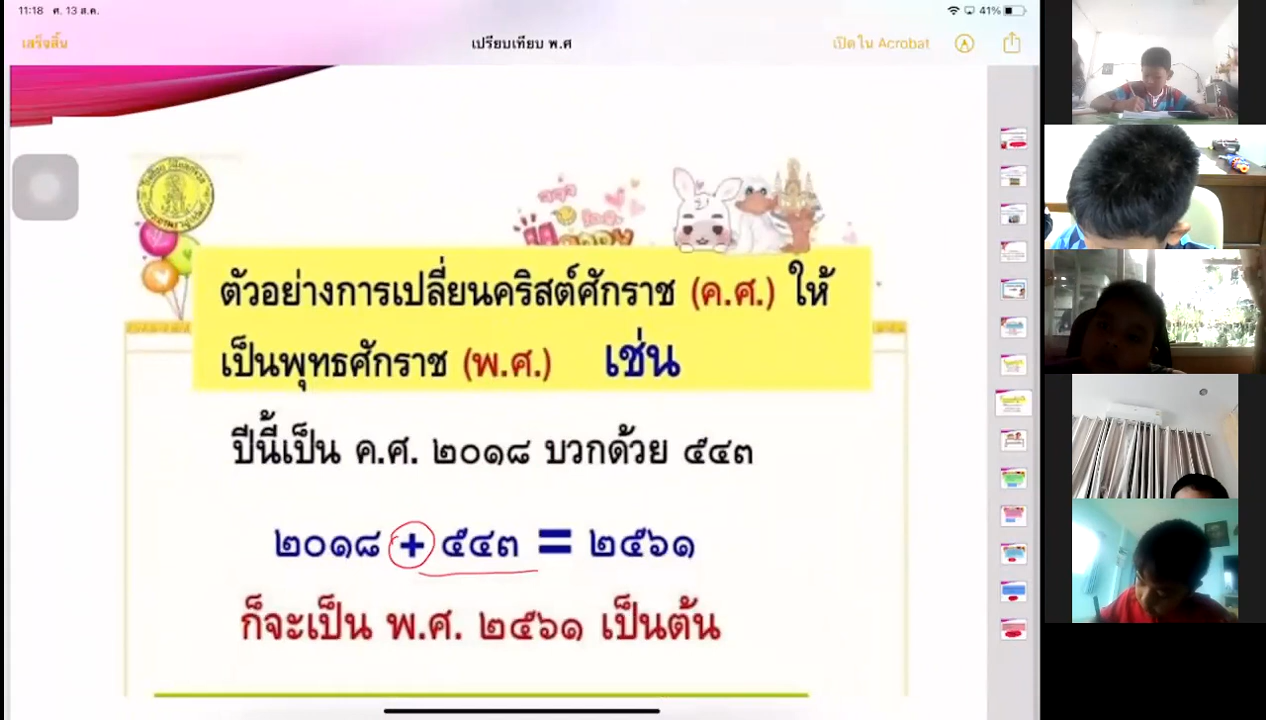 11:18 ศ. 13 ส.ค.
41%
เสร็จสิ้น
เปรียบเทียบ พ.ศ
เปิดใน Acrobat
ตัวอย่างการเปลี่ยนคริสต์ศักราช (ค.ศ.) ให้
เป็นพุทธศักราช (พ.ศ.) เช่น
ปีนี้เป็น ค.ศ. ๒๐๑๘ บวกด้วย ๕๔๓
๒๐๑๘ + ๕๔๓ = ๒๕๖๑
ก็จะเป็น พ.ศ. ๒๕๖๑ เป็นต้น